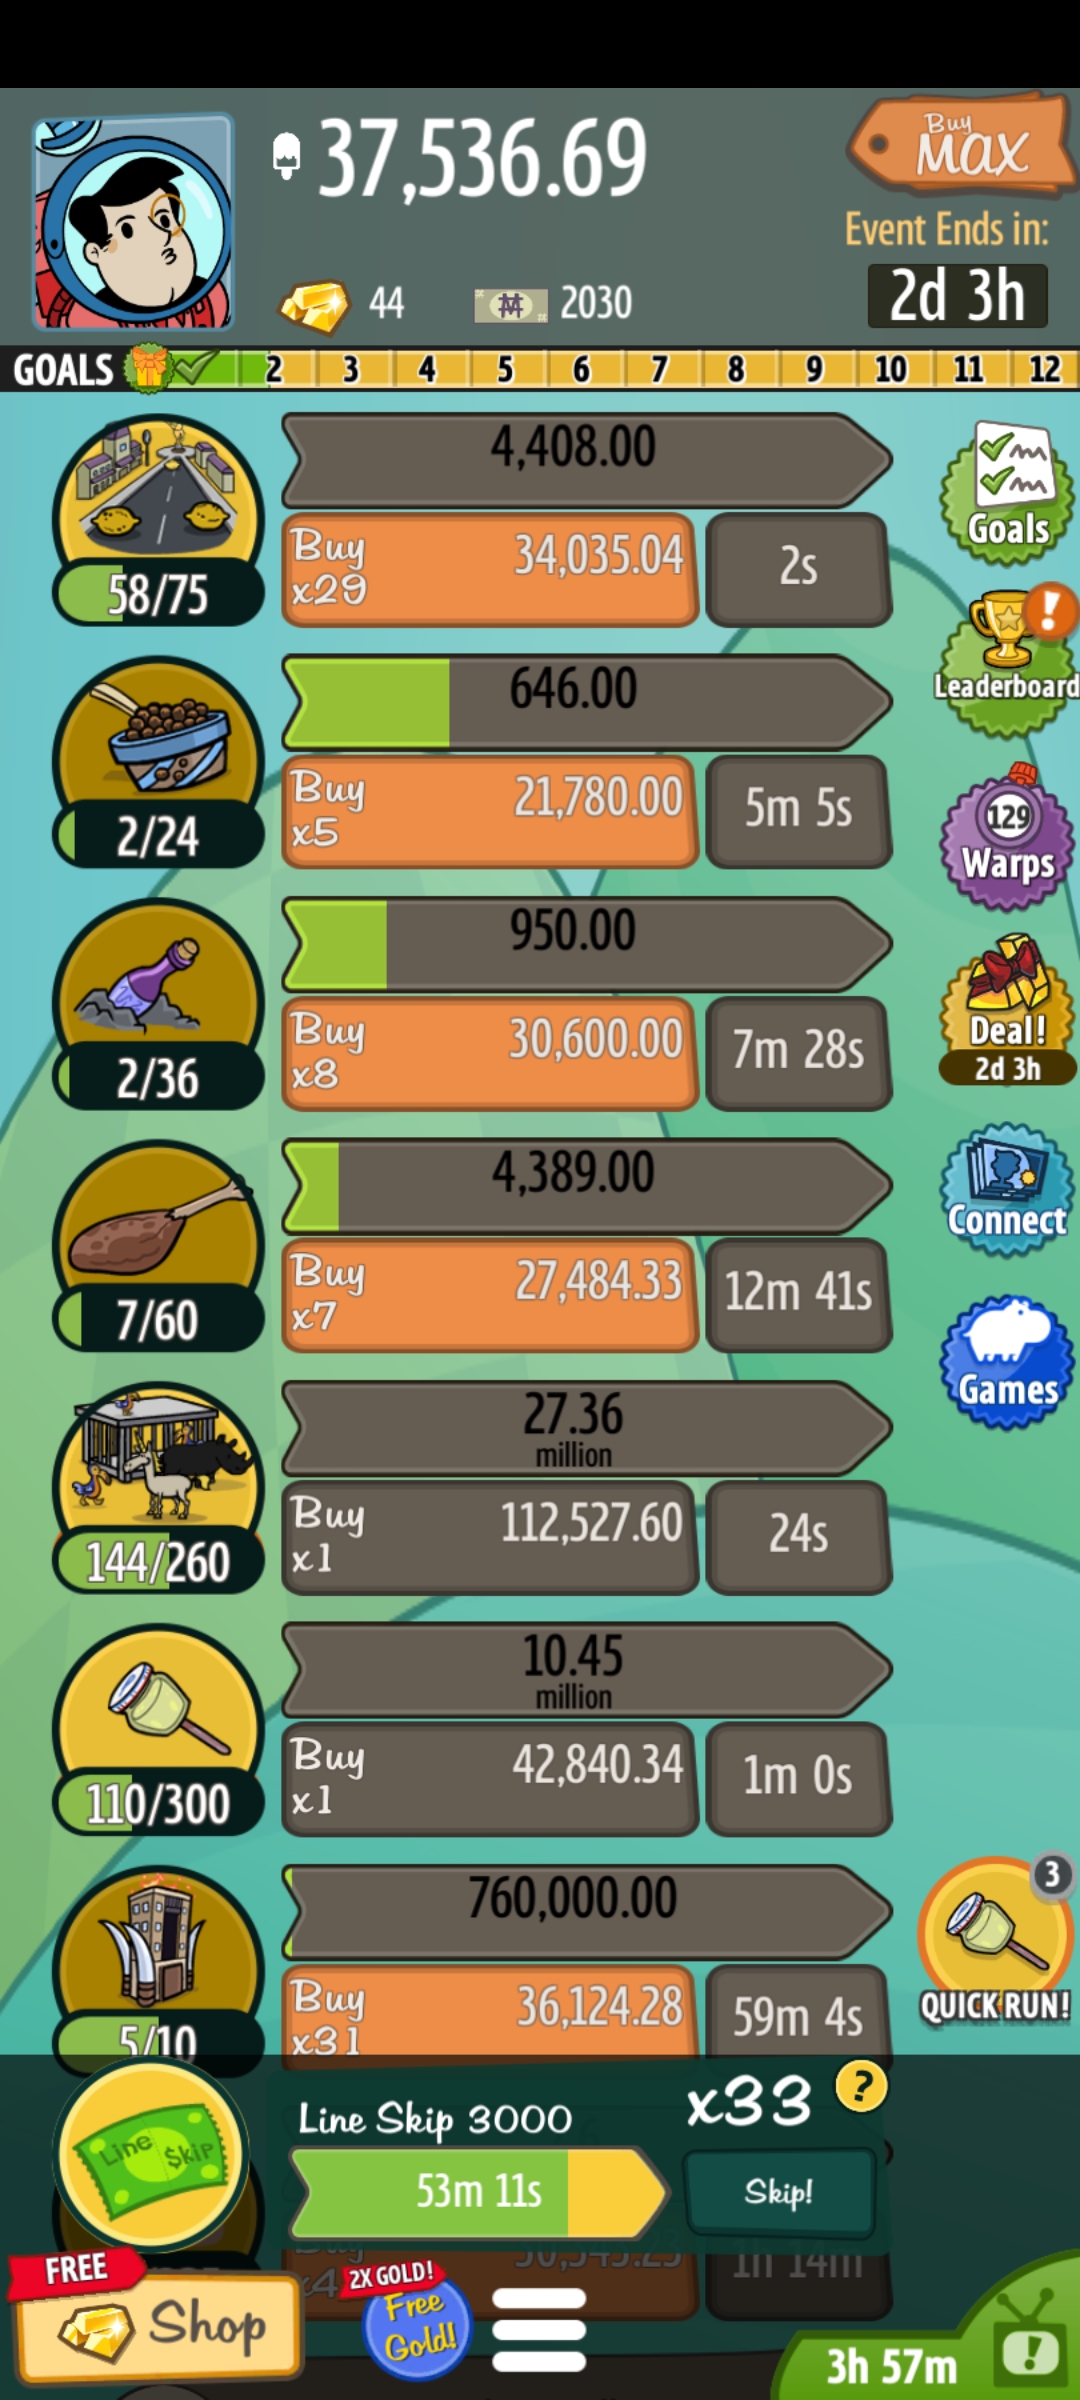 37,536.69
Buy
MAX
Event Ends in:
44
2030
2d 3h
GOALS 2 3 4 5 6 7 8 9 10 11 12
4,408.00
Buy
x29
34,035.04
2s
58/75
Goals
646.00
Buy
x5
21,780.00
5m 5s
2/24
!
Leaderboard
950.00
Buy
x8
30,600.00
7m 28s
2/36
129
Warps
Deal!
2d 3h
4,389.00
Buy
x7
27,484.33
12m 41s
7/60
Connect
Games
27.36
million
Buy
x1
112,527.60
24s
144/260
10.45
million
Buy
x1
42,840.34
1m 0s
110/300
760,000.00
Buy
x31
36,124.28
59m 4s
5/10
3
QUICK RUN!
Line Skip
Line Skip 3000
x33
?
53m 11s
Skip!
Buy
x4
1h 14m
FREE
Shop
2X GOLD!
Free
Gold!
3h 57m
!